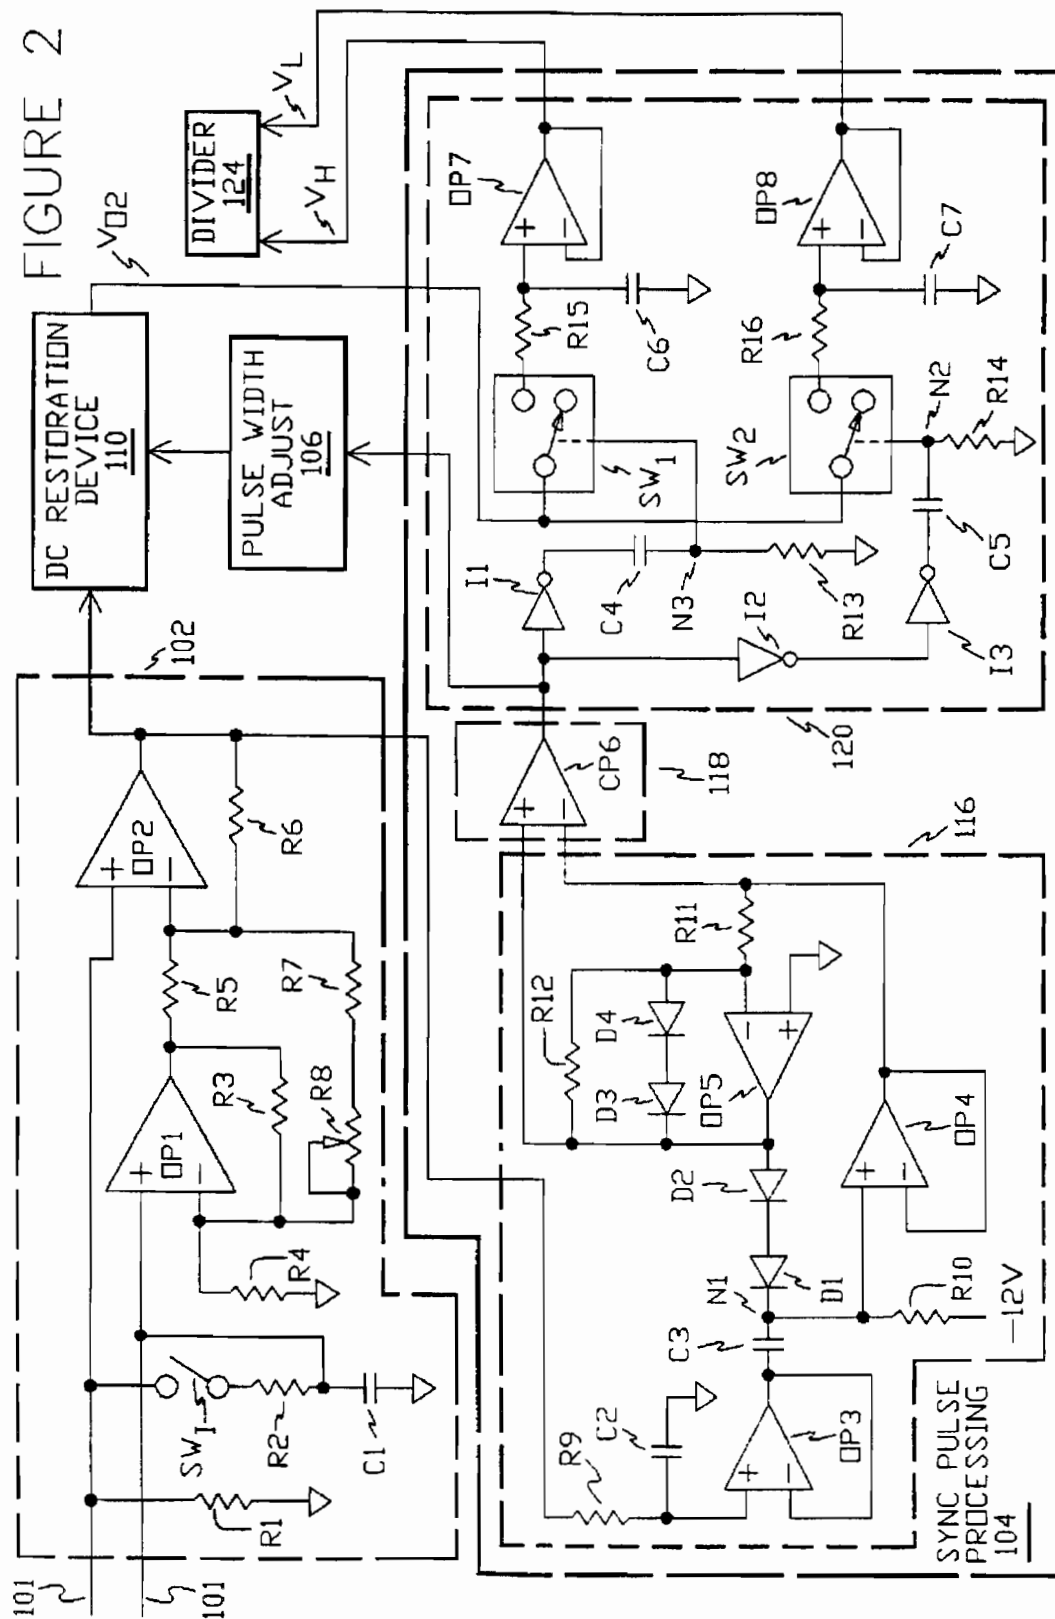 FIGURE 2
101
101
R1
SWI
R2
C1
R4
OP1
R3
R8
R7
R5
OP2
R6
102
DC RESTORATION
DEVICE
110
VO2
PULSE WIDTH
ADJUST
106
DIVIDER
124
VH
VL
SYNC PULSE
PROCESSING
104
R9
C2
OP3
C3
N1
D1
D2
R10
-12V
OP4
OP5
D3
D4
R12
R11
116
CP6
118
120
I1
C4
N3
R13
I2
I3
C5
N2
R14
SW1
SW2
R15
C6
OP7
R16
C7
OP8
+
−
+
−
+
−
+
−
−
+
+
−
+
−
+
−